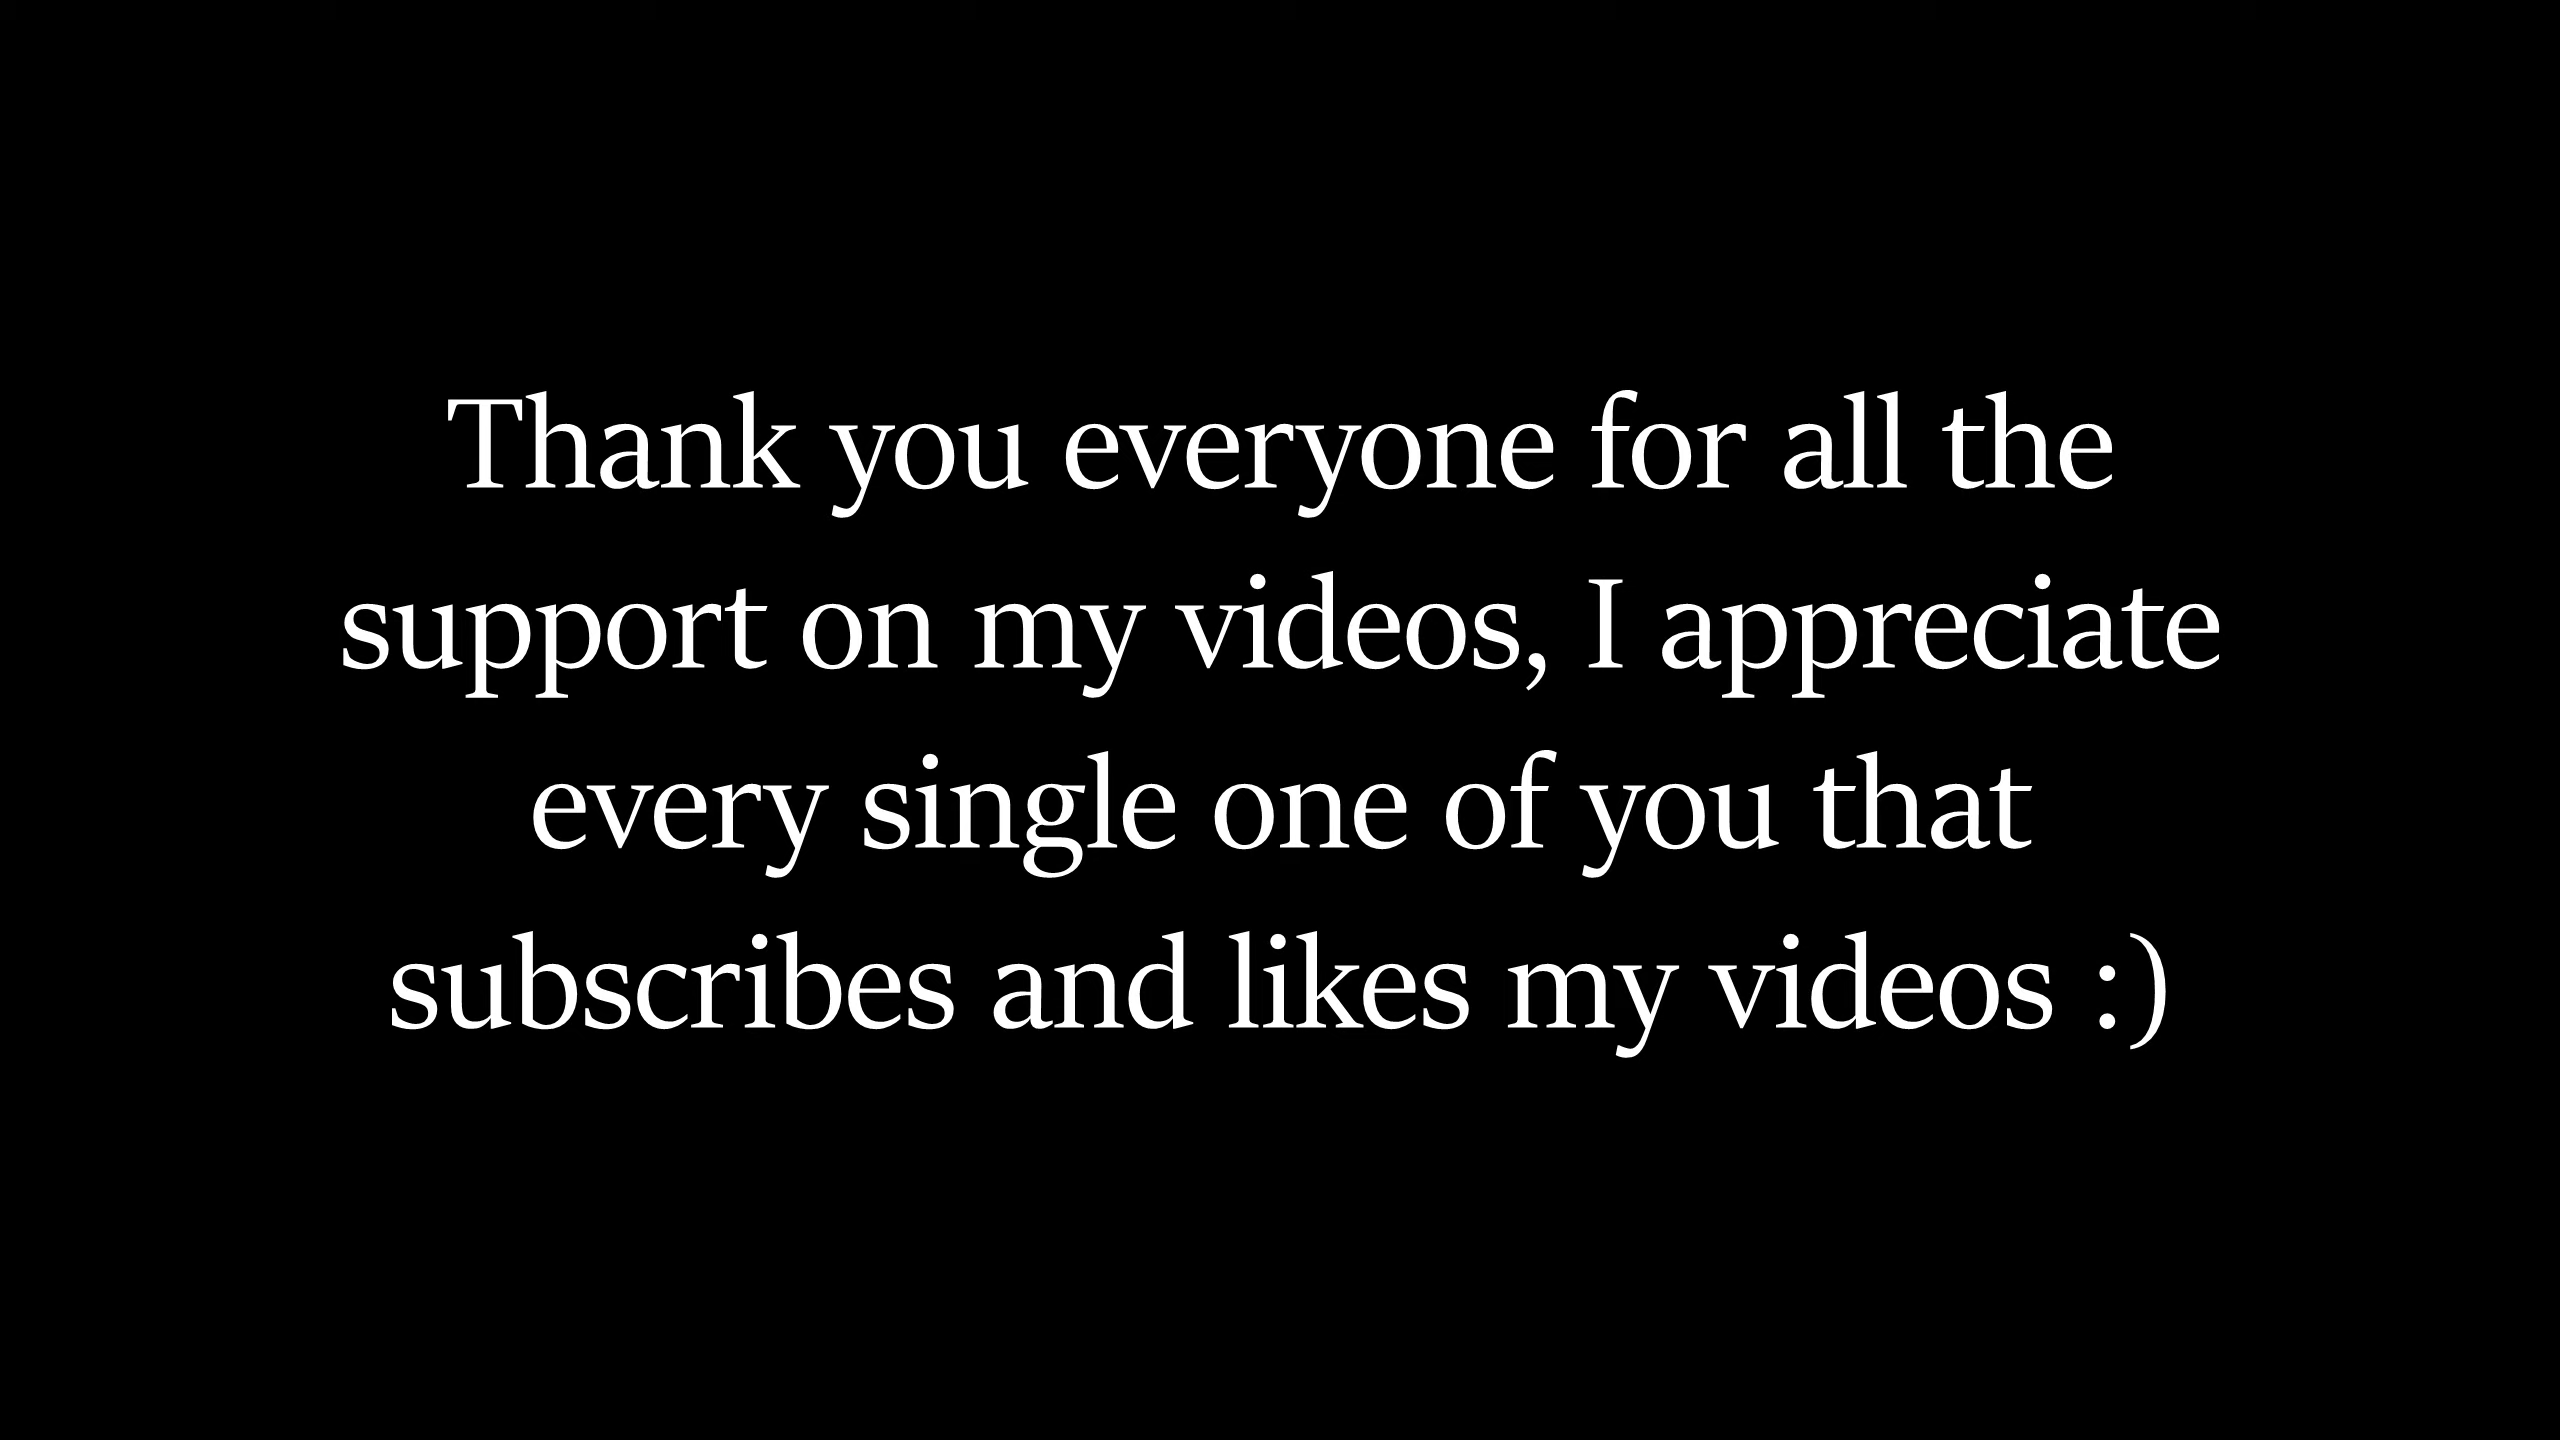 Thank you everyone for all the
support on my videos, I appreciate
every single one of you that
subscribes and likes my videos :)